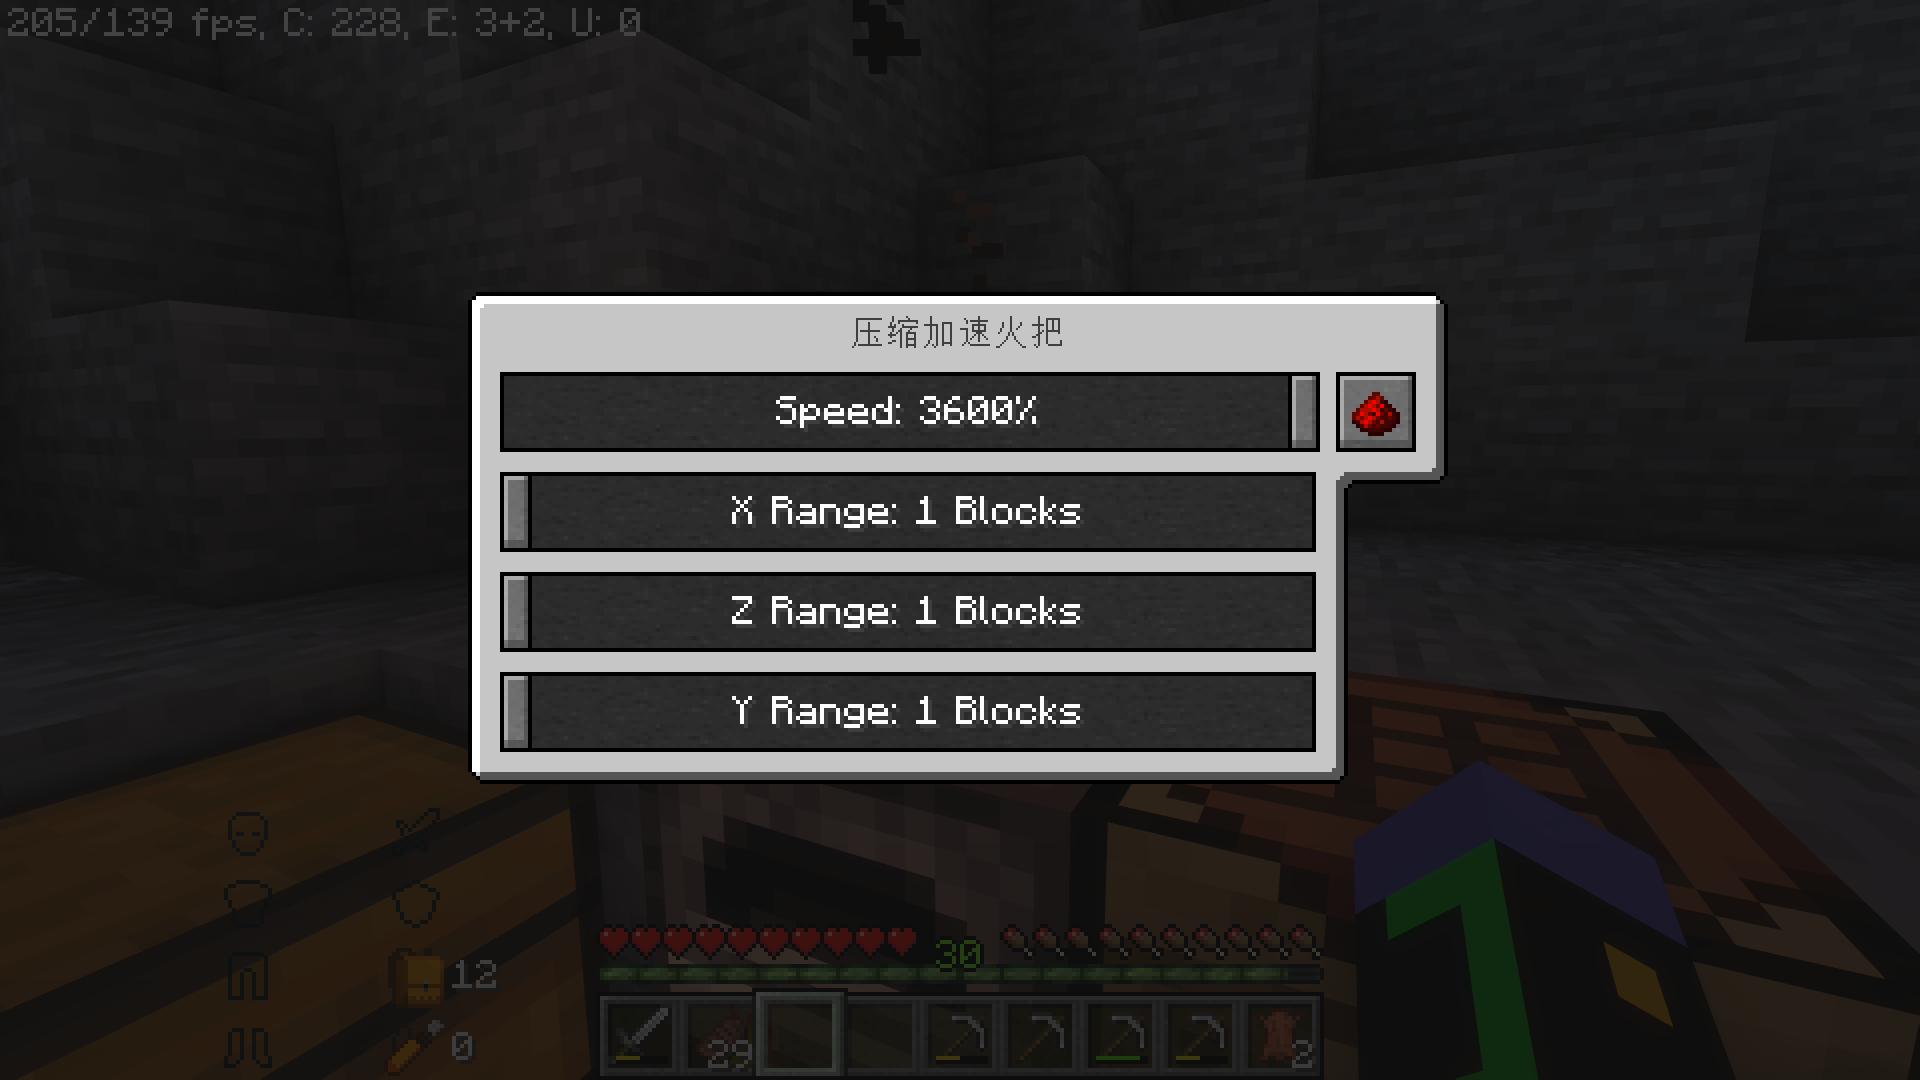 205/139 fps, C: 228, E: 3+2, U: 0
压缩加速火把
Speed: 3600%
X Range: 1 Blocks
Z Range: 1 Blocks
Y Range: 1 Blocks
12
30
29
2
0